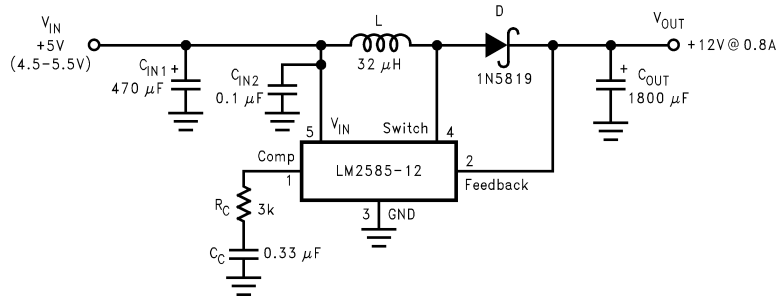 V_IN
+5V
(4.5-5.5V)
C_IN1 +
470 μF
C_IN2
0.1 μF
L
32 μH
D
1N5819
V_OUT
+12V@0.8A
+
C_OUT
1800 μF
5
V_IN
Switch
4
Comp
1
LM2585-12
2
Feedback
3
GND
R_C
3k
C_C
0.33 μF